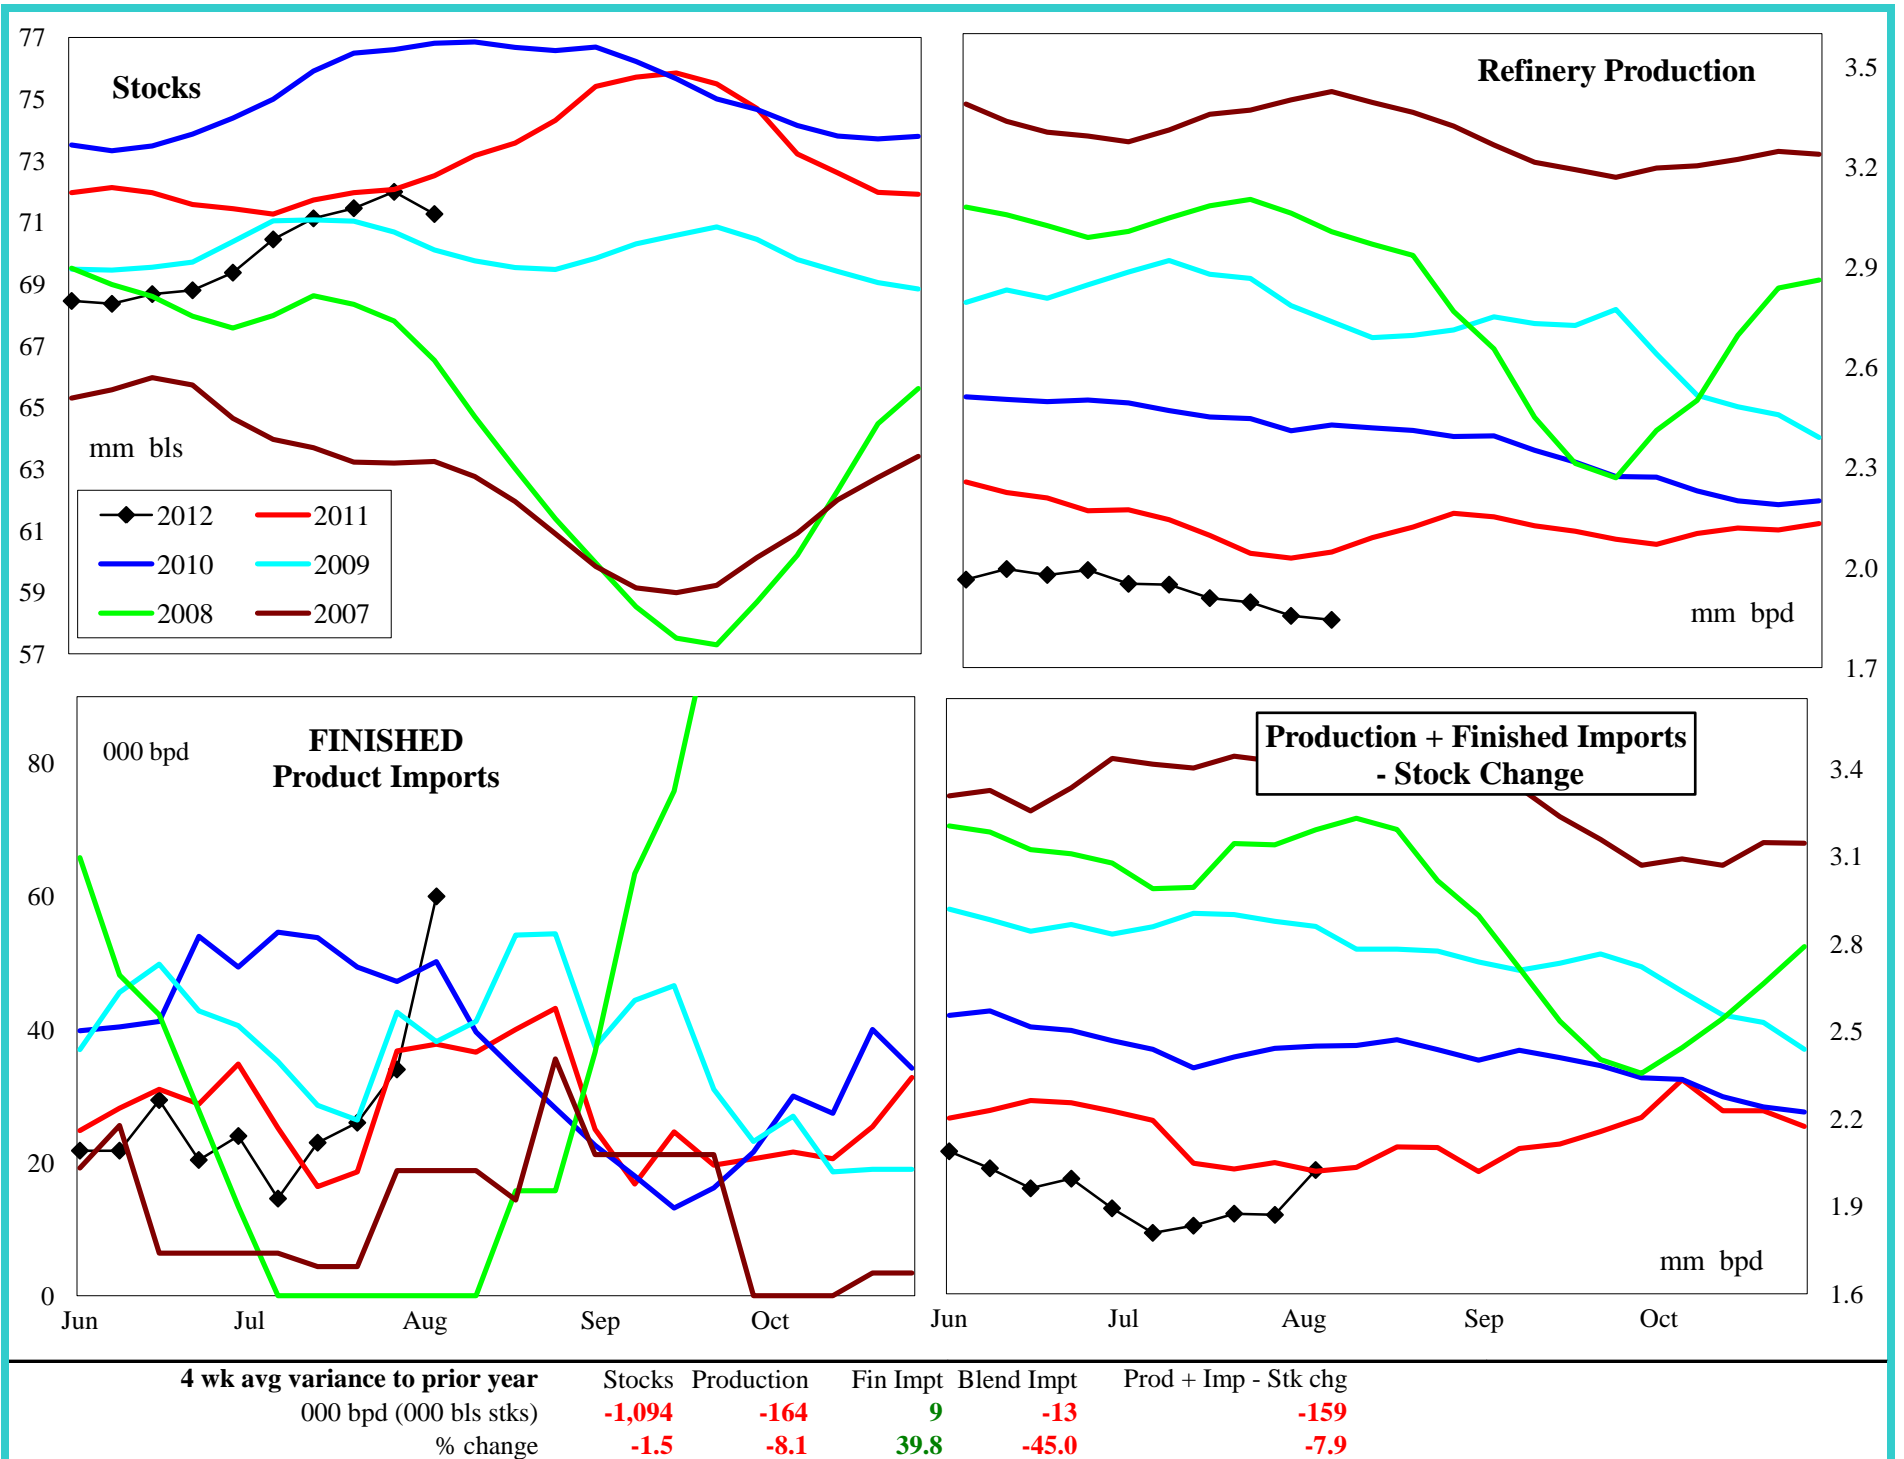 Stocks
77
75
73
71
69
67
65
63
61
59
57
mm bls
2012 2011
2010 2009
2008 2007
Refinery Production
3.5
3.2
2.9
2.6
2.3
2.0
1.7
mm bpd
FINISHED
Product Imports
000 bpd
80
60
40
20
0
Jun Jul Aug Sep Oct
Production + Finished Imports
- Stock Change
3.4
3.1
2.8
2.5
2.2
1.9
1.6
mm bpd
Jun Jul Aug Sep Oct
4 wk avg variance to prior year Stocks Production Fin Impt Blend Impt Prod + Imp - Stk chg
000 bpd (000 bls stks) -1,094 -164 9 -13 -159
% change -1.5 -8.1 39.8 -45.0 -7.9